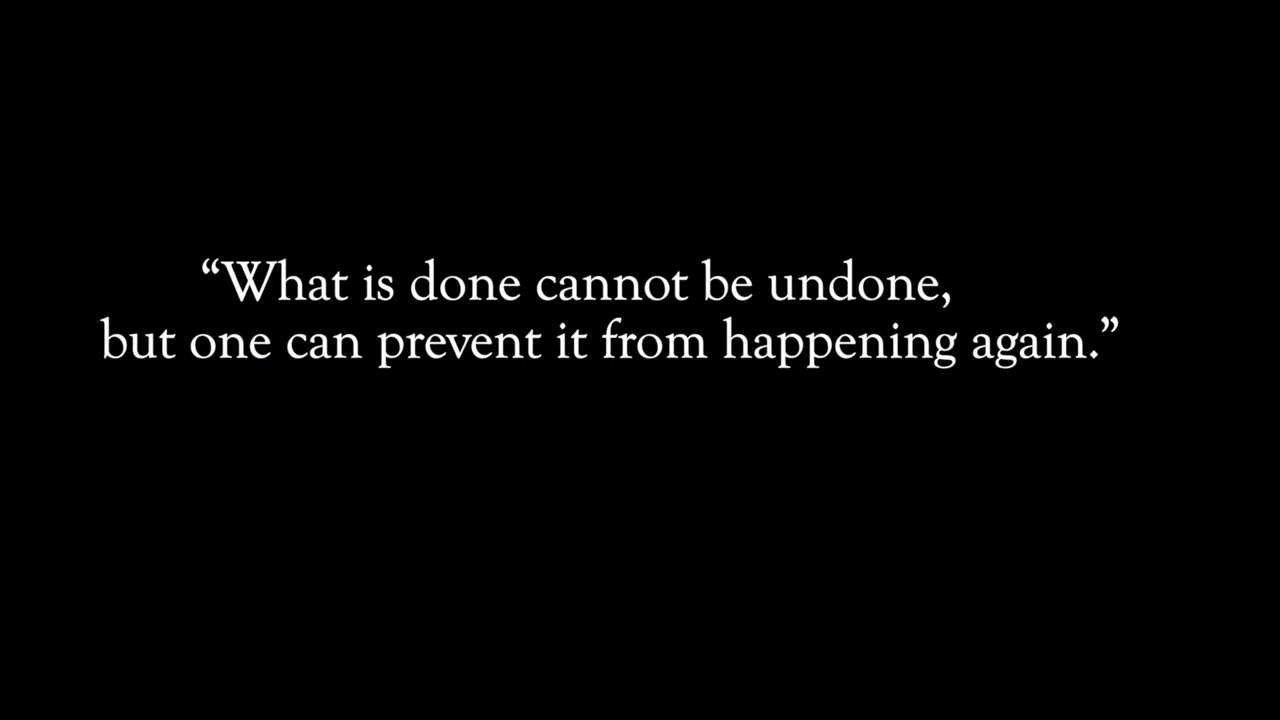 “What is done cannot be undone,
but one can prevent it from happening again.”